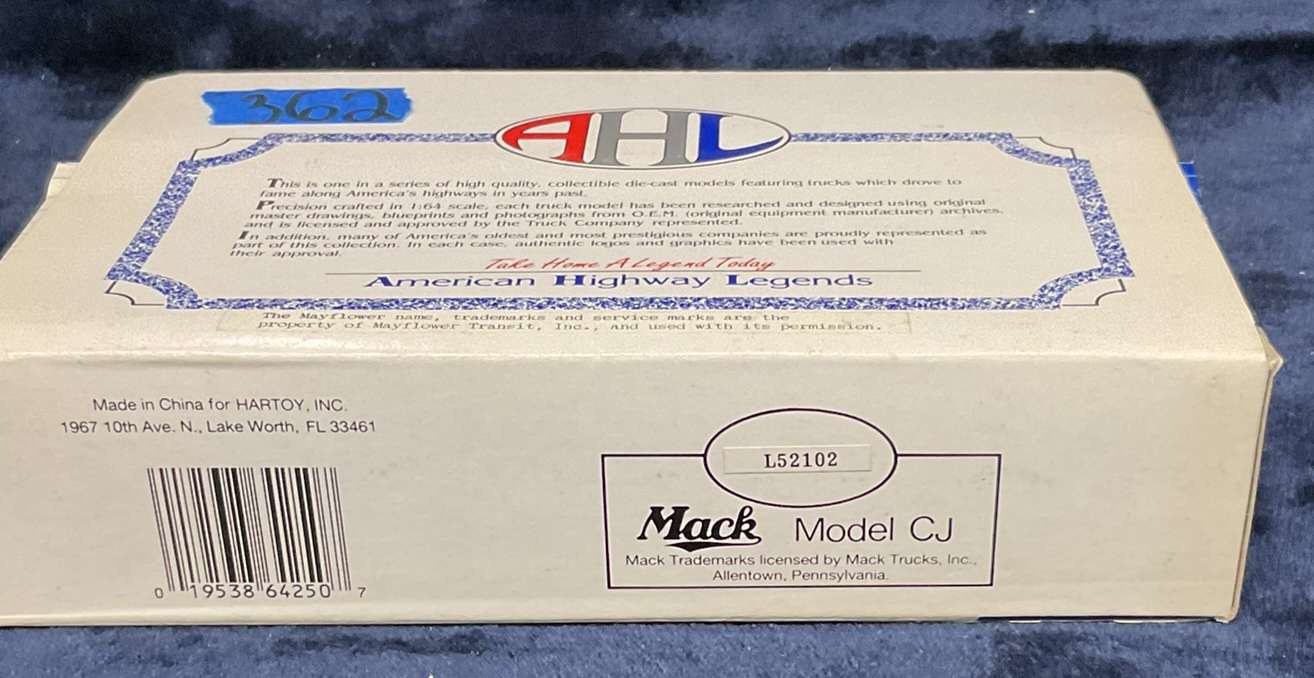 362
AHL
This is one in a series of high quality, collectible die-cast models featuring trucks which drove to
fame along America's highways in years past.
Precision crafted in 1:64 scale, each truck model has been researched and designed using original
master drawings, blueprints and photographs from O.E.M. (original equipment manufacturer) archives,
and is licensed and approved by the Truck Company represented.
In addition, many of America's oldest and most prestigious companies are proudly represented as
part of this collection. In each case, authentic logos and graphics have been used with
their approval.
Take Home A Legend Today
American Highway Legends
The Mayflower name, trademarks and service marks are the
property of Mayflower Transit, Inc., and used with its permission.
Made in China for HARTOY, INC.
1967 10th Ave. N., Lake Worth, FL 33461
0 19538 64250 7
L52102
Mack Model CJ
Mack Trademarks licensed by Mack Trucks, Inc.,
Allentown, Pennsylvania.